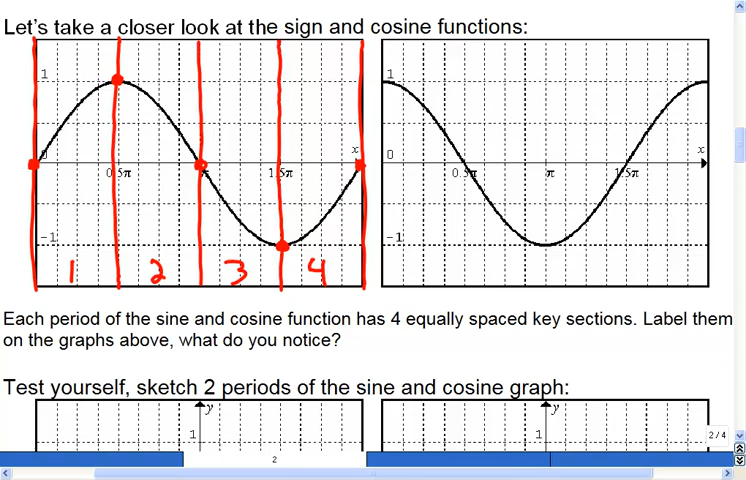 Let's take a closer look at the sign and cosine functions:
1 1
0 x 0 x
0.5π 1.5π 0.5π π 1.5π
-1 -1
1 2 3 4
Each period of the sine and cosine function has 4 equally spaced key sections. Label them
on the graphs above, what do you notice?
Test yourself, sketch 2 periods of the sine and cosine graph:
y y
1 1
2/4
2